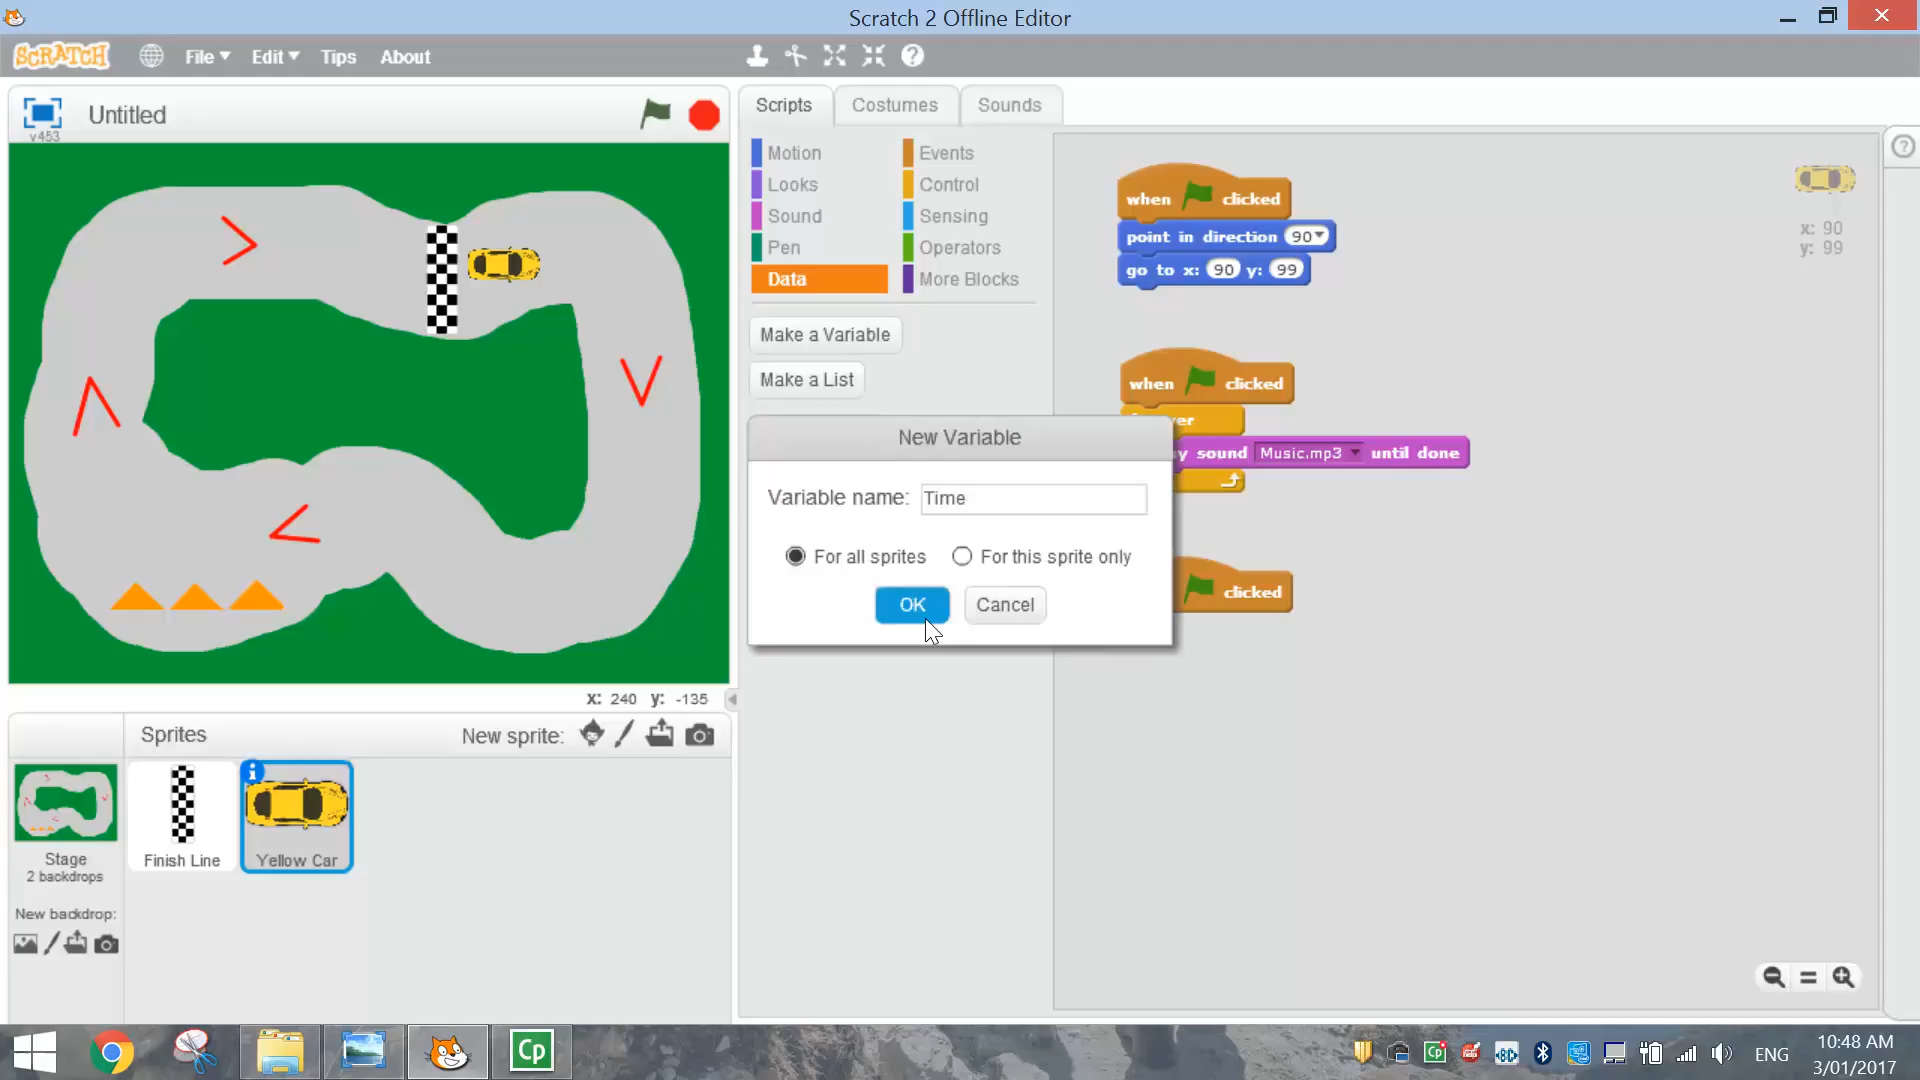 Scratch 2 Offline Editor
SCRATCH File Edit Tips About
v453
Untitled
Scripts Costumes Sounds
Motion Events
Looks Control
Sound Sensing
Pen Operators
Data More Blocks
Make a Variable
Make a List
New Variable
Variable name: Time
For all sprites For this sprite only
OK Cancel
when clicked
point in direction 90
go to x: 90 y: 99
when clicked
sound Music.mp3 until done
clicked
x: 90
y: 99
x: 240 y: -135
Sprites New sprite:
Stage
2 backdrops
New backdrop:
Finish Line
Yellow Car
Cp
ENG
10:48 AM
3/01/2017